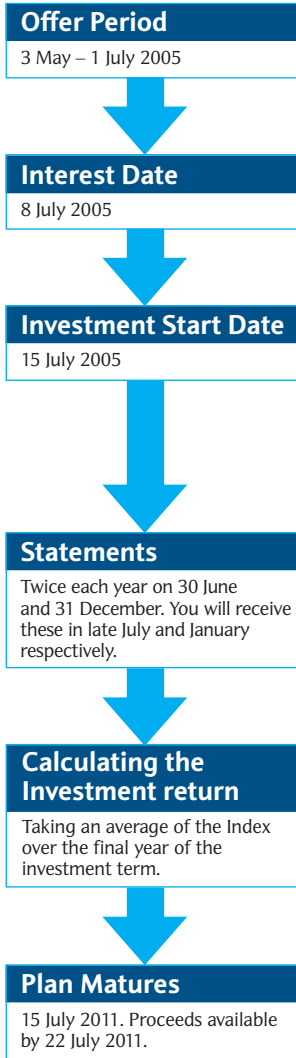 Offer Period
3 May – 1 July 2005
Interest Date
8 July 2005
Investment Start Date
15 July 2005
Statements
Twice each year on 30 June
and 31 December. You will receive
these in late July and January
respectively.
Calculating the
Investment return
Taking an average of the Index
over the final year of the
investment term.
Plan Matures
15 July 2011. Proceeds available
by 22 July 2011.